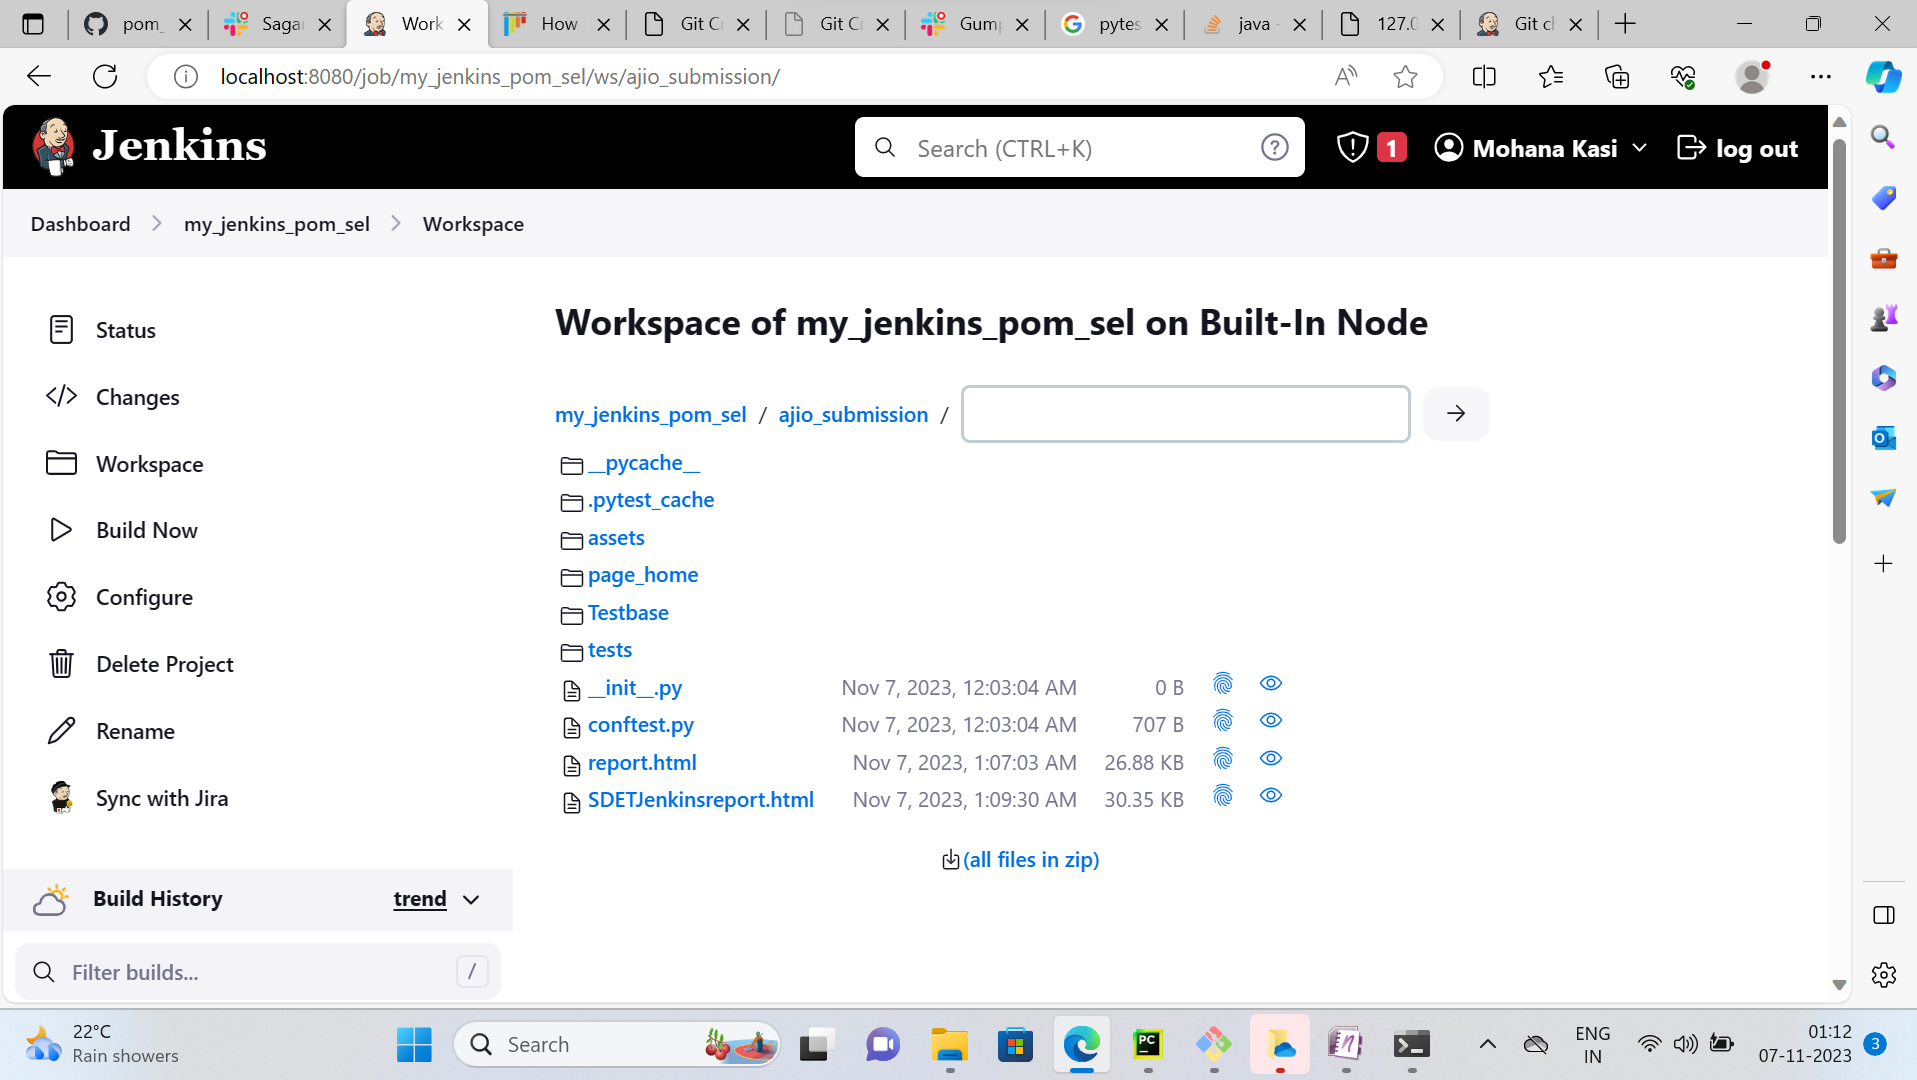 pom_
Sagar
Work
How
Git Cr
Git Cr
Gump
pytes
java -
127.0
Git ch
localhost:8080/job/my_jenkins_pom_sel/ws/ajio_submission/
Jenkins
Search (CTRL+K)
1
Mohana Kasi
log out
Dashboard
my_jenkins_pom_sel
Workspace
Status
Changes
Workspace
Build Now
Configure
Delete Project
Rename
Sync with Jira
Build History
trend
Filter builds...
/
Workspace of my_jenkins_pom_sel on Built-In Node
my_jenkins_pom_sel / ajio_submission /
__pycache__
.pytest_cache
assets
page_home
Testbase
tests
__init__.py Nov 7, 2023, 12:03:04 AM 0 B
conftest.py Nov 7, 2023, 12:03:04 AM 707 B
report.html Nov 7, 2023, 1:07:03 AM 26.88 KB
SDETJenkinsreport.html Nov 7, 2023, 1:09:30 AM 30.35 KB
(all files in zip)
22°C
Rain showers
Search
PC
ENG
IN
01:12
07-11-2023
3